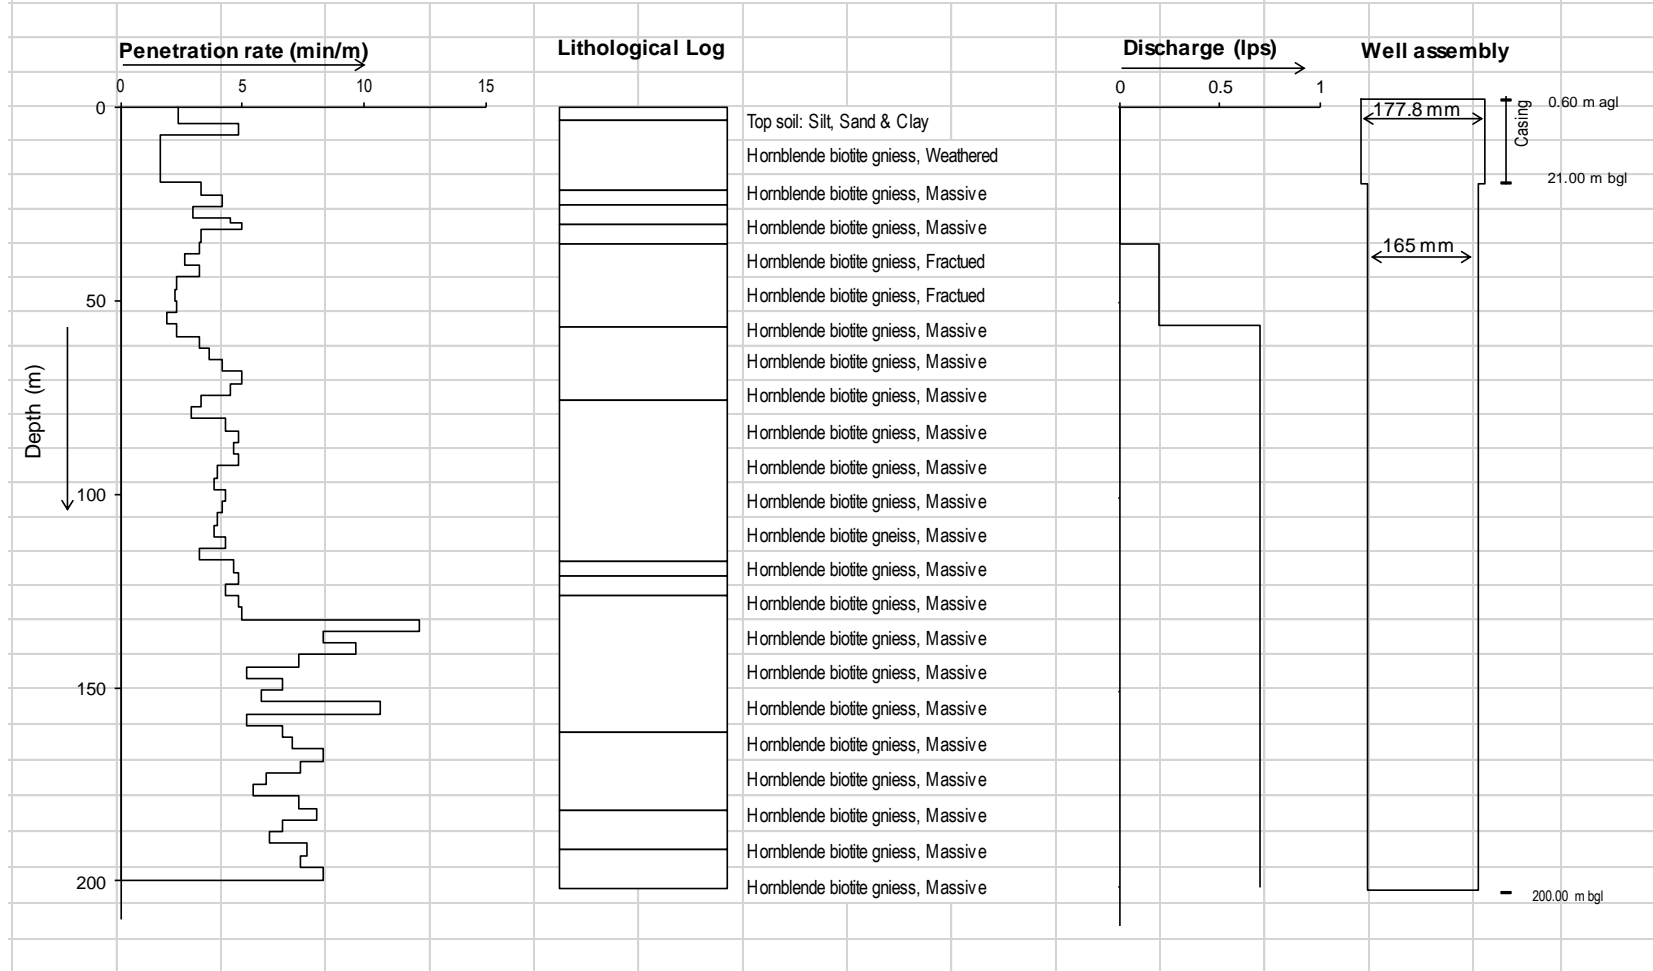 Penetration rate (min/m)
Lithological Log
Discharge (lps)
Well assembly
0 5 10 15
0 0.5 1
0
50
100
150
200
Depth (m)
Top soil: Silt, Sand & Clay
Hornblende biotite gniess, Weathered
Hornblende biotite gniess, Massive
Hornblende biotite gniess, Massive
Hornblende biotite gniess, Fractued
Hornblende biotite gniess, Fractued
Hornblende biotite gniess, Massive
Hornblende biotite gniess, Massive
Hornblende biotite gniess, Massive
Hornblende biotite gniess, Massive
Hornblende biotite gniess, Massive
Hornblende biotite gniess, Massive
Hornblende biotite gneiss, Massive
Hornblende biotite gniess, Massive
Hornblende biotite gniess, Massive
Hornblende biotite gniess, Massive
Hornblende biotite gniess, Massive
Hornblende biotite gniess, Massive
Hornblende biotite gniess, Massive
Hornblende biotite gniess, Massive
Hornblende biotite gniess, Massive
Hornblende biotite gniess, Massive
Hornblende biotite gniess, Massive
177.8 mm
Casing
0.60 m agl
21.00 m bgl
165 mm
200.00 m bgl